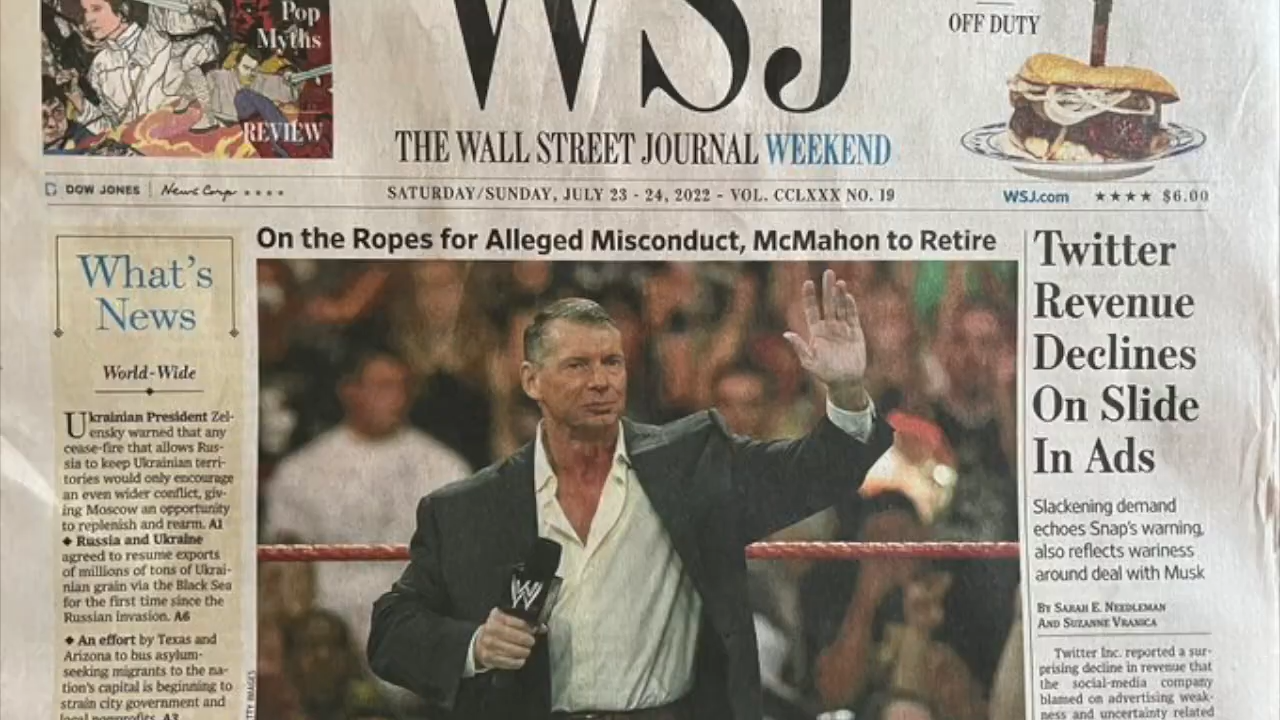 Pop
Myths
REVIEW
WSJ
OFF DUTY
THE WALL STREET JOURNAL WEEKEND
DOW JONES | News Corp ★★★★
SATURDAY/SUNDAY, JULY 23 - 24, 2022 - VOL. CCLXXX NO. 19
WSJ.com ★★★★ $6.00
What's
News
World-Wide
Ukrainian President Zel-
ensky warned that any
cease-fire that allows Rus-
sia to keep Ukrainian terri-
tories would only encourage
an even wider conflict, giv-
ing Moscow an opportunity
to replenish and rearm. A1
◆ Russia and Ukraine
agreed to resume exports
of millions of tons of Ukrai-
nian grain via the Black Sea
for the first time since the
Russian invasion. A6
◆ An effort by Texas and
Arizona to bus asylum-
seeking migrants to the na-
tion's capital is beginning to
strain city government and
local nonprofits. A3
On the Ropes for Alleged Misconduct, McMahon to Retire
W
TTY IMAGES
Twitter
Revenue
Declines
On Slide
In Ads
Slackening demand
echoes Snap's warning,
also reflects wariness
around deal with Musk
BY SARAH E. NEEDLEMAN
AND SUZANNE VRANICA
Twitter Inc. reported a sur-
prising decline in revenue that
the social-media company
blamed on advertising weak-
ness and uncertainty related